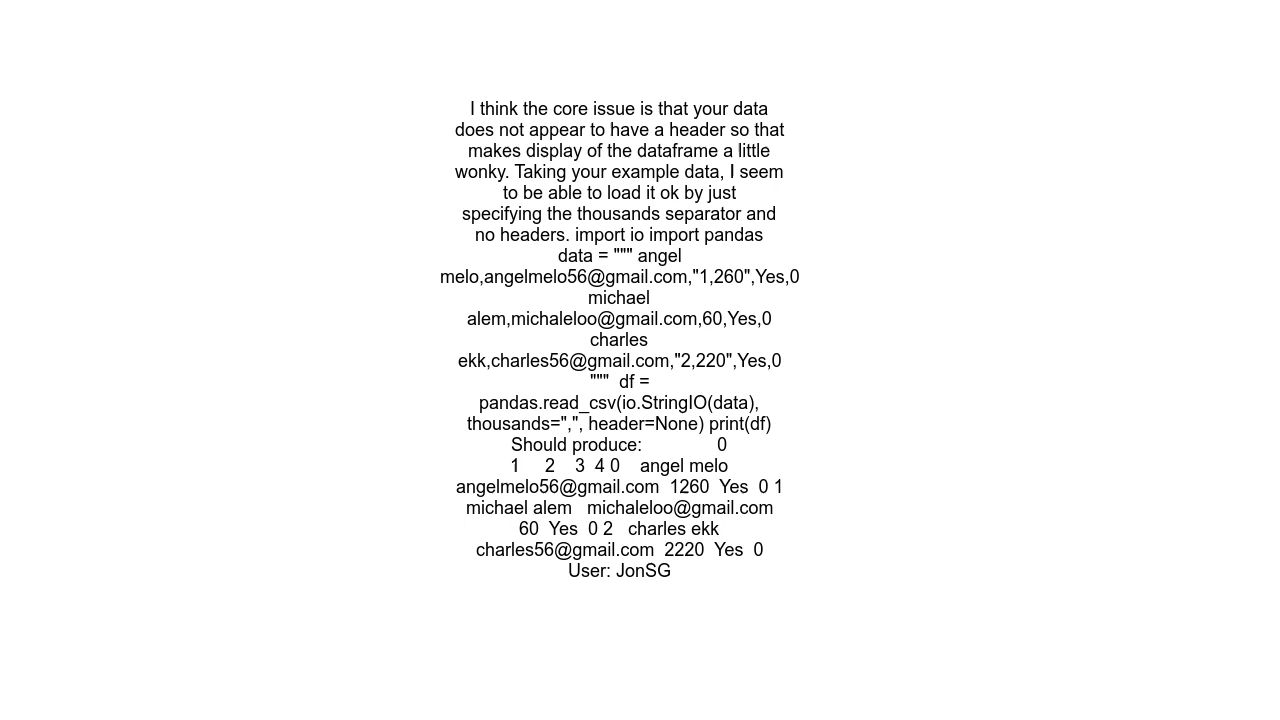 I think the core issue is that your data
does not appear to have a header so that
makes display of the dataframe a little
wonky. Taking your example data, I seem
to be able to load it ok by just
specifying the thousands separator and
no headers. import io import pandas
data = """ angel
melo,angelmelo56@gmail.com,"1,260",Yes,0
michael
alem,michaleloo@gmail.com,60,Yes,0
charles
ekk,charles56@gmail.com,"2,220",Yes,0
"""  df =
pandas.read_csv(io.StringIO(data),
thousands=",", header=None) print(df)
Should produce:               0
1     2    3  4 0    angel melo
angelmelo56@gmail.com  1260  Yes  0 1
michael alem   michaleloo@gmail.com
60  Yes  0 2   charles ekk
charles56@gmail.com  2220  Yes  0
User: JonSG